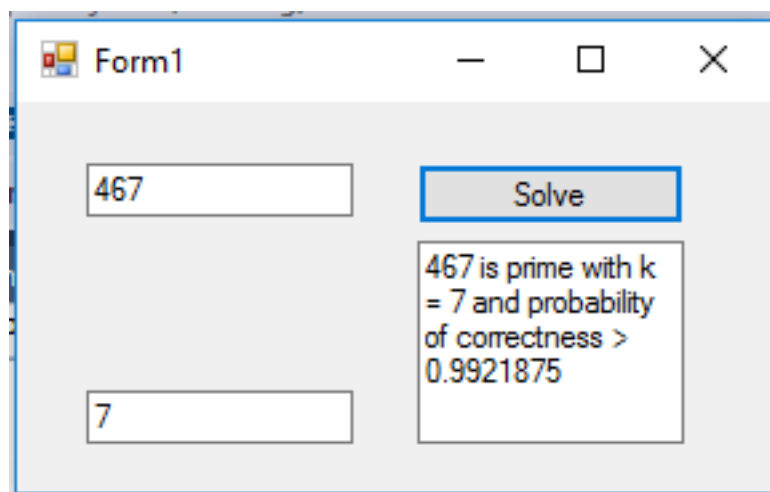 Form1
467
Solve
467 is prime with k
= 7 and probability
of correctness >
0.9921875
7